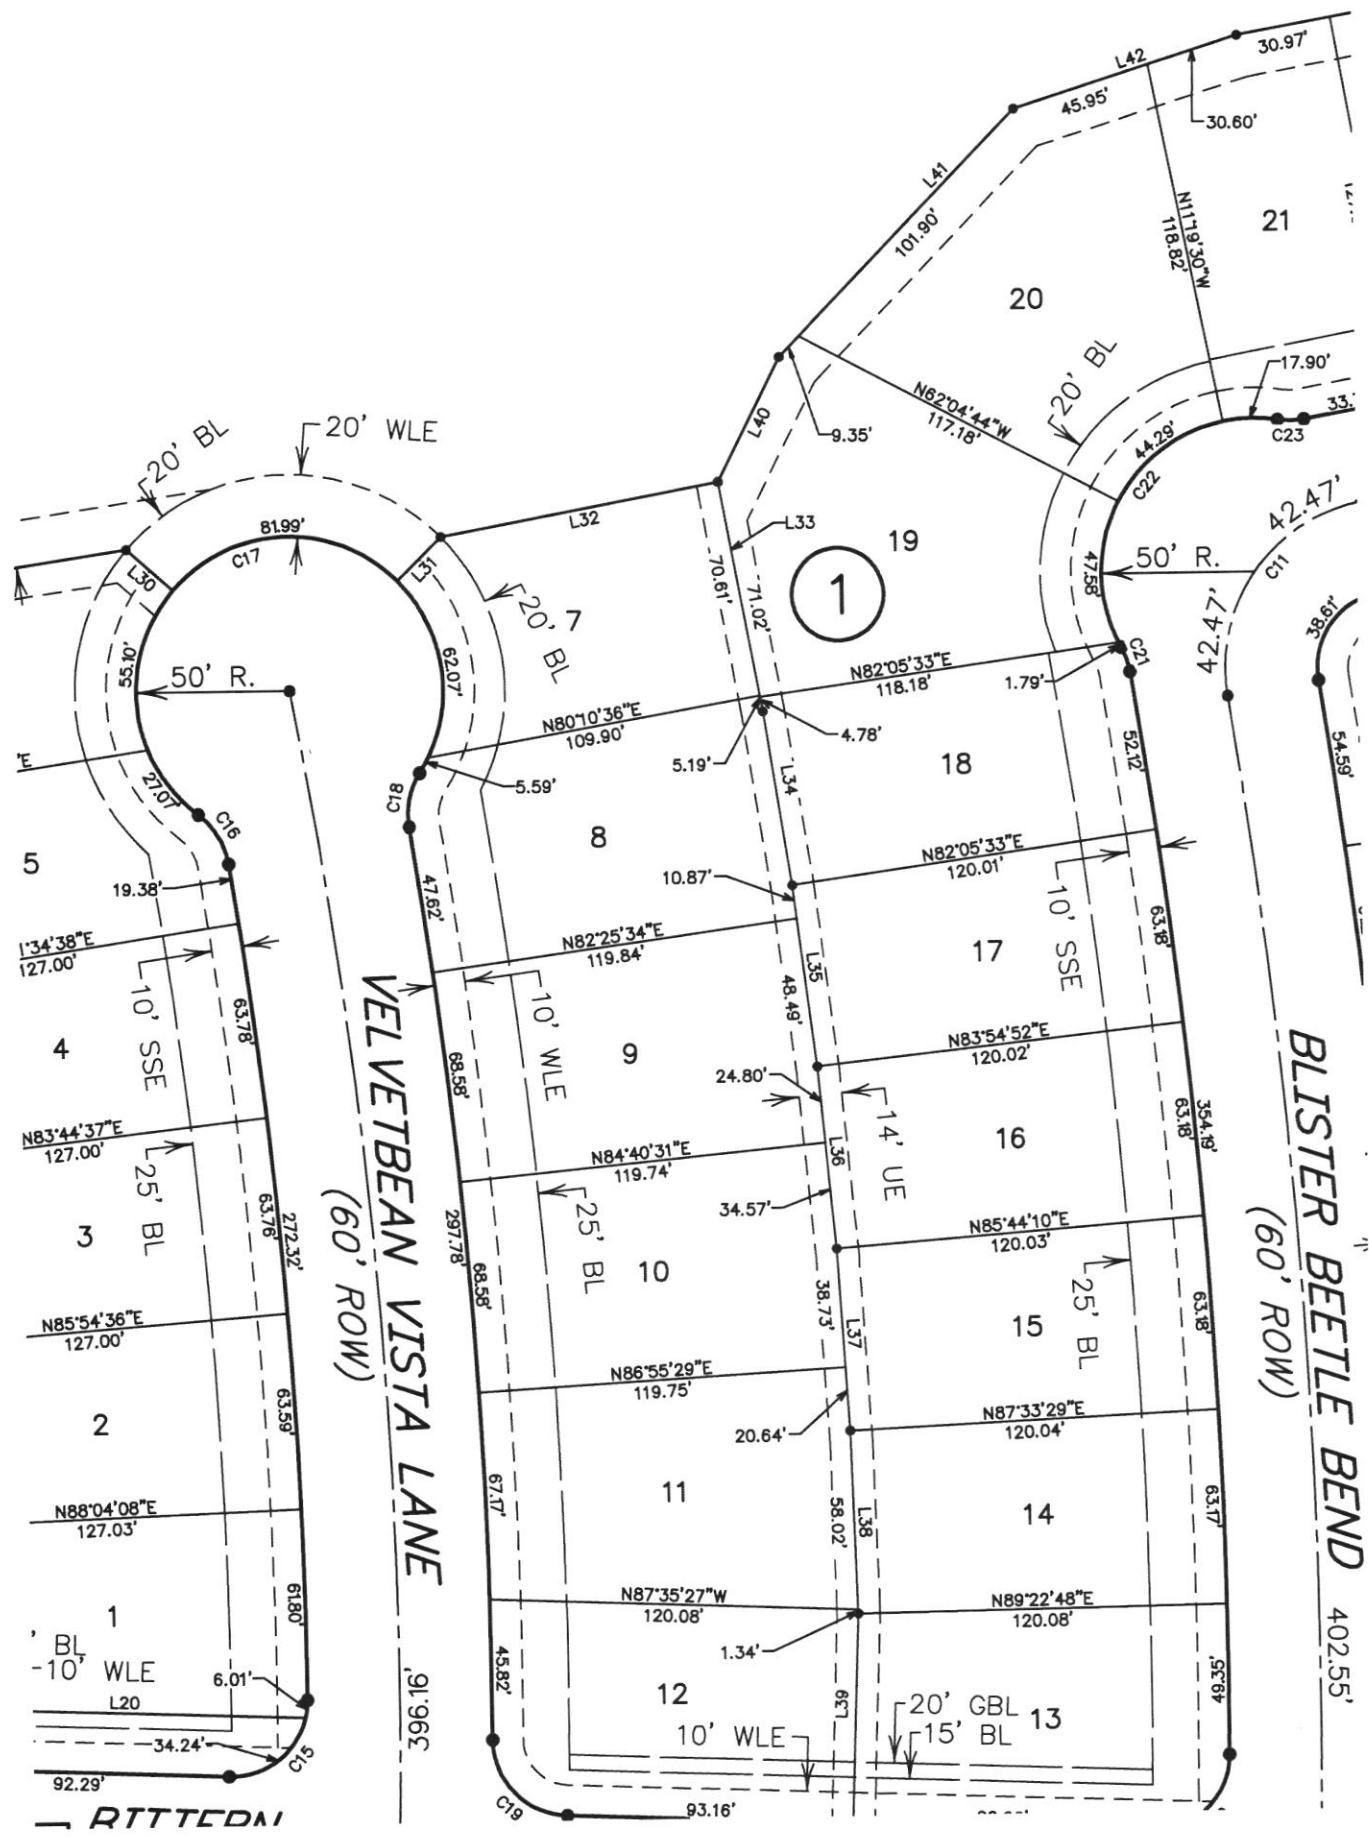 L42
30.97'
45.95'
30.60'
L41
101.90'
N11°19'30"W
118.82'
21
20
20' BL
17.90'
33.
C23
L40
9.35'
N62°04'44"W
117.18'
44.29'
C22
42.47'
20' BL
20' WLE
81.99'
C17
L32
L33
19
1
70.61'
71.02'
47.58'
50' R.
C11
L30
L31
20' BL
7
42.47'
38.61'
55.10'
50' R.
62.07'
N82°05'33"E
118.18'
1.79'
C21
N80°10'36"E
109.90'
4.78'
5.19'
'E
5.59'
18
52.12'
54.59'
27.07'
C16
C18
L34
8
5
N82°05'33"E
120.01'
19.38'
10.87'
47.62'
10' SSE
63.18'
1°34'38"E
127.00'
N82°25'34"E
119.84'
17
L35
48.49'
10' SSE
63.78'
10' WLE
4
9
N83°54'52"E
120.02'
68.58'
24.80'
VELVETBEAN VISTA LANE
(60' ROW)
BLISTER BEETLE BEND
(60' ROW)
N83°44'37"E
127.00'
N84°40'31"E
119.74'
L36
14' UE
16
63.18'
354.19'
25' BL
3
63.76'
272.32'
297.78'
68.58'
25' BL
34.57'
N85°44'10"E
120.03'
10
38.73'
L37
25' BL
15
63.18'
N85°54'36"E
127.00'
N86°55'29"E
119.75'
63.59'
2
20.64'
N87°33'29"E
120.04'
11
67.17'
58.02'
L38
14
63.17'
N88°04'08"E
127.03'
N87°35'27"W
120.08'
N89°22'48"E
120.08'
61.80'
1
1.34'
402.55'
' BL
10' WLE
6.01'
45.82'
396.16'
L20
12
L39
20' GBL
15' BL
13
49.35'
10' WLE
34.24'
C15
92.29'
C19
93.16'
BITTERN